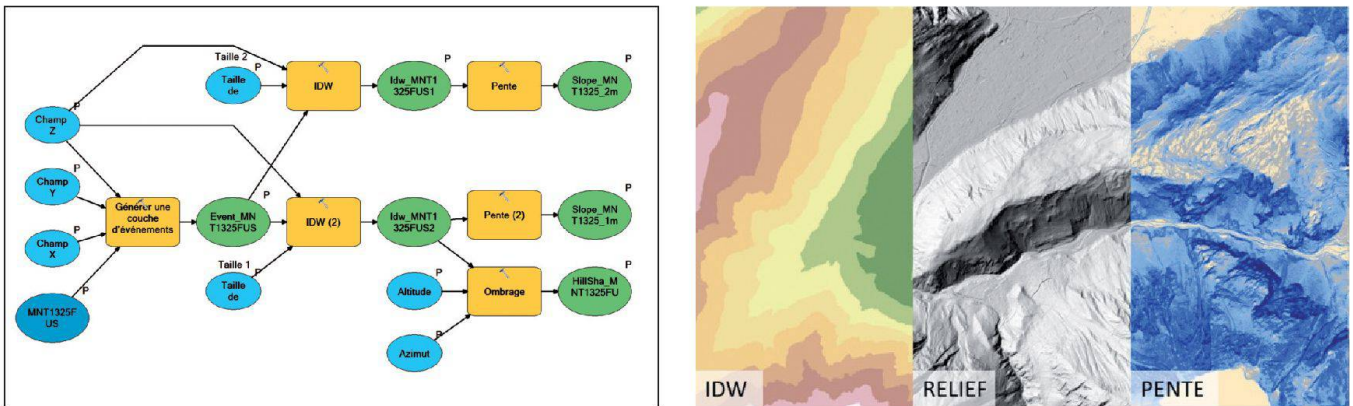 Taille 2
P
Taille
de
IDW
P
Idw_MNT1
325FUS1
Pente
P
Slope_MN
T1325_2m
P
Champ
Z
P
Champ
Y
P
Champ
X
P
MNT1325F
US
Générer une
couche
d'événements
P
Event_MN
T1325FUS
Taille 1
P
Taille
de
IDW (2)
P
Idw_MNT1
325FUS2
Pente (2)
P
Slope_MN
T1325_1m
P
Altitude
P
Azimut
Ombrage
P
HillSha_M
NT1325FU
IDW
RELIEF
PENTE